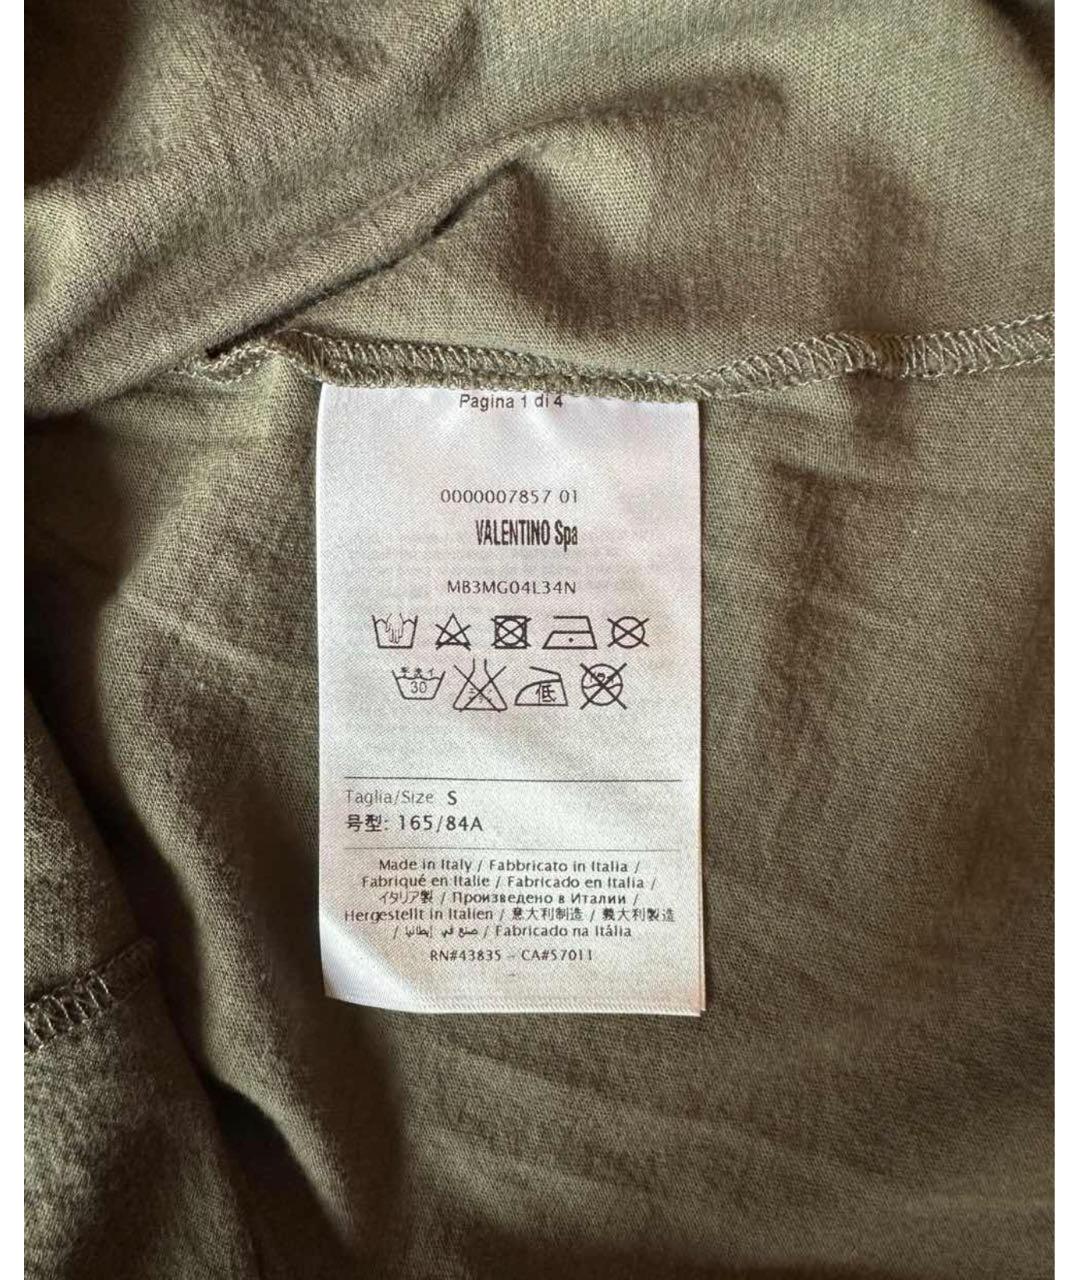 Pagina 1 di 4
0000007857 01
VALENTINO Spa
MB3MG04L34N
30
低
Taglia/Size S
号型: 165/84A
Made in Italy / Fabbricato in Italia /
Fabriqué en Italie / Fabricado en Italia /
イタリア製 / Произведено в Италии /
Hergestellt in Italien / 意大利制造 / 義大利製造
/ صنع في إيطاليا / Fabricado na Itália
RN#43835 - CA#57011